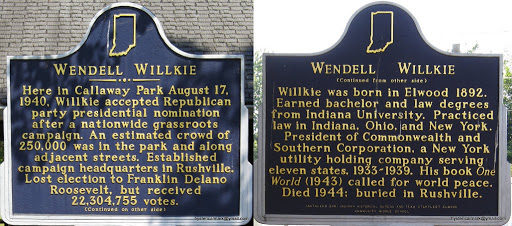 WENDELL WILLKIE
Here in Callaway Park August 17,
1940, Willkie accepted Republican
party presidential nomination
after a nationwide grassroots
campaign. An estimated crowd of
250,000 was in the park and along
adjacent streets. Established
campaign headquarters in Rushville.
Lost election to Franklin Delano
Roosevelt, but received
22,304,755 votes.
(Continued on other side)
WENDELL WILLKIE
(Continued from other side)
Willkie was born in Elwood 1892.
Earned bachelor and law degrees
from Indiana University. Practiced
law in Indiana, Ohio, and New York.
President of Commonwealth and
Southern Corporation, a New York
utility holding company serving
eleven states, 1933-1939. His book One
World (1943) called for world peace.
Died 1944; buried in Rushville.